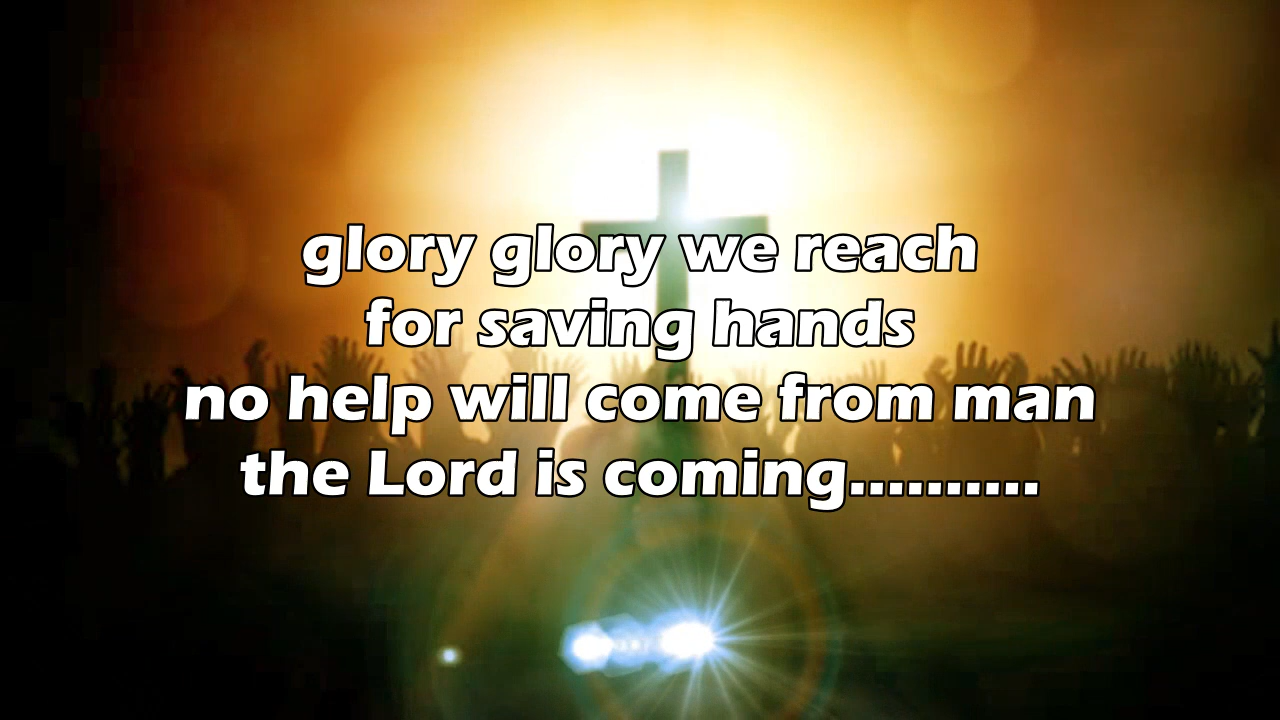 glory glory we reach
for saving hands
no help will come from man
the Lord is coming..........